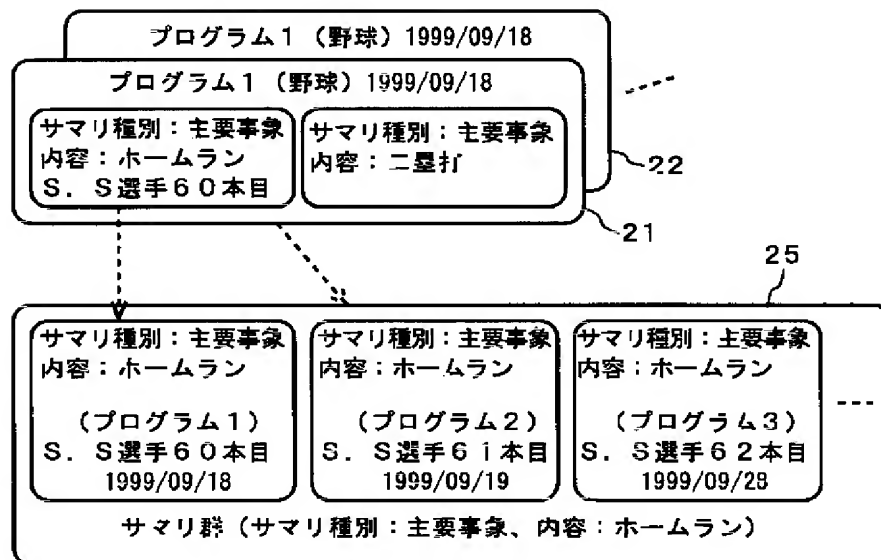 プログラム1（野球）1999/09/18
プログラム1（野球）1999/09/18
サマリ種別：主要事象
内容：ホームラン
S．S選手60本目
サマリ種別：主要事象
内容：二塁打
22
21
25
サマリ種別：主要事象
内容：ホームラン
（プログラム1）
S．S選手60本目
1999/09/18
サマリ種別：主要事象
内容：ホームラン
（プログラム2）
S．S選手61本目
1999/09/19
サマリ種別：主要事象
内容：ホームラン
（プログラム3）
S．S選手62本目
1999/09/28
サマリ群（サマリ種別：主要事象、内容：ホームラン）